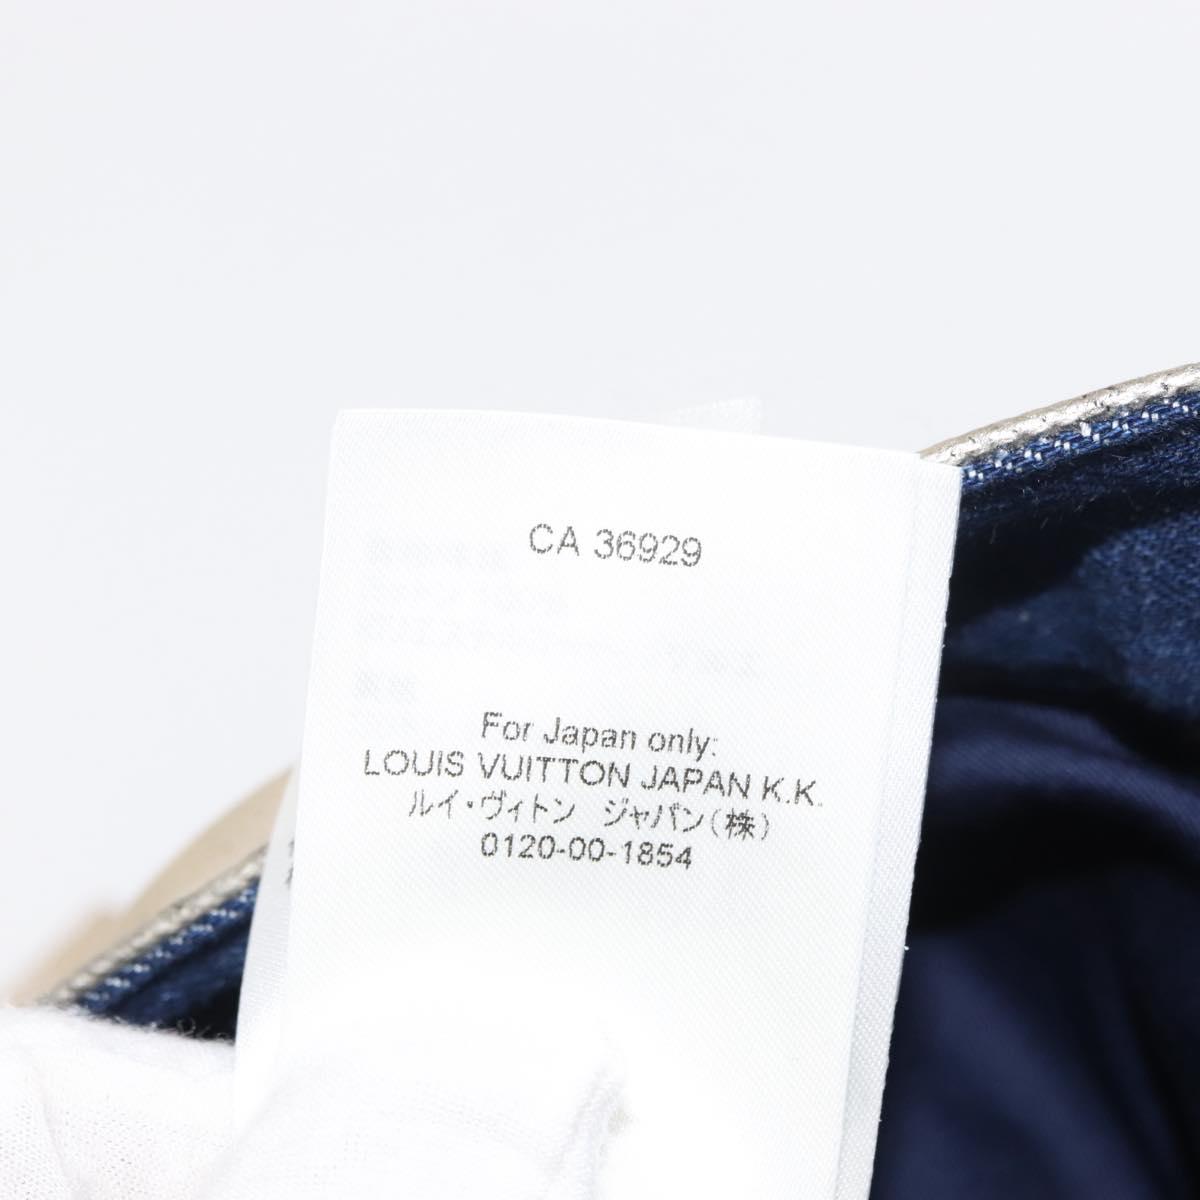 CA 36929
For Japan only:
LOUIS VUITTON JAPAN K.K.
ルイ・ヴィトン ジャパン(株)
0120-00-1854